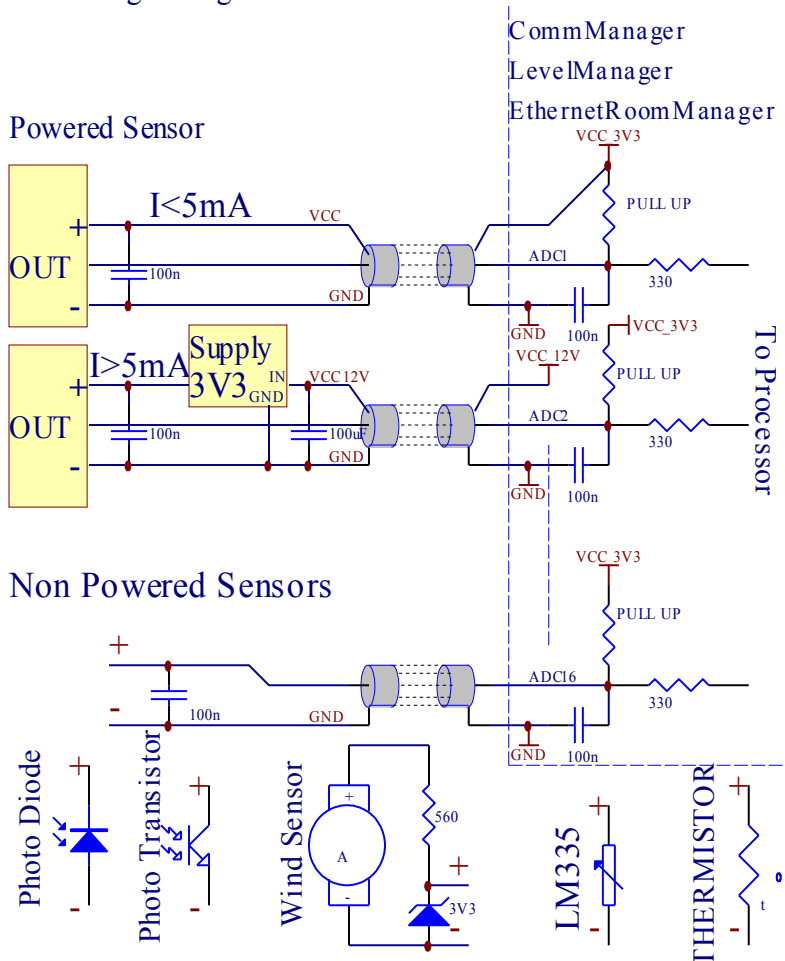 CommManager
LevelManager
EthernetRoomManager
Powered Sensor
VCC_3V3
I<5mA
VCC
PULL UP
+
OUT
-
100n
ADC1
330
GND
GND
100n
VCC_3V3
I>5mA
Supply
3V3
IN
GND
VCC12V
VCC_12V
PULL UP
+
OUT
-
100n
100uF
ADC2
330
GND
GND
100n
To Processor
Non Powered Sensors
VCC_3V3
PULL UP
+
-
100n
ADC16
330
GND
GND
100n
Photo Diode
+
-
Photo Transistor
+
-
Wind Sensor
+
A
-
560
+
3V3
-
LM335
+
-
THERMISTOR
+
t
°
-